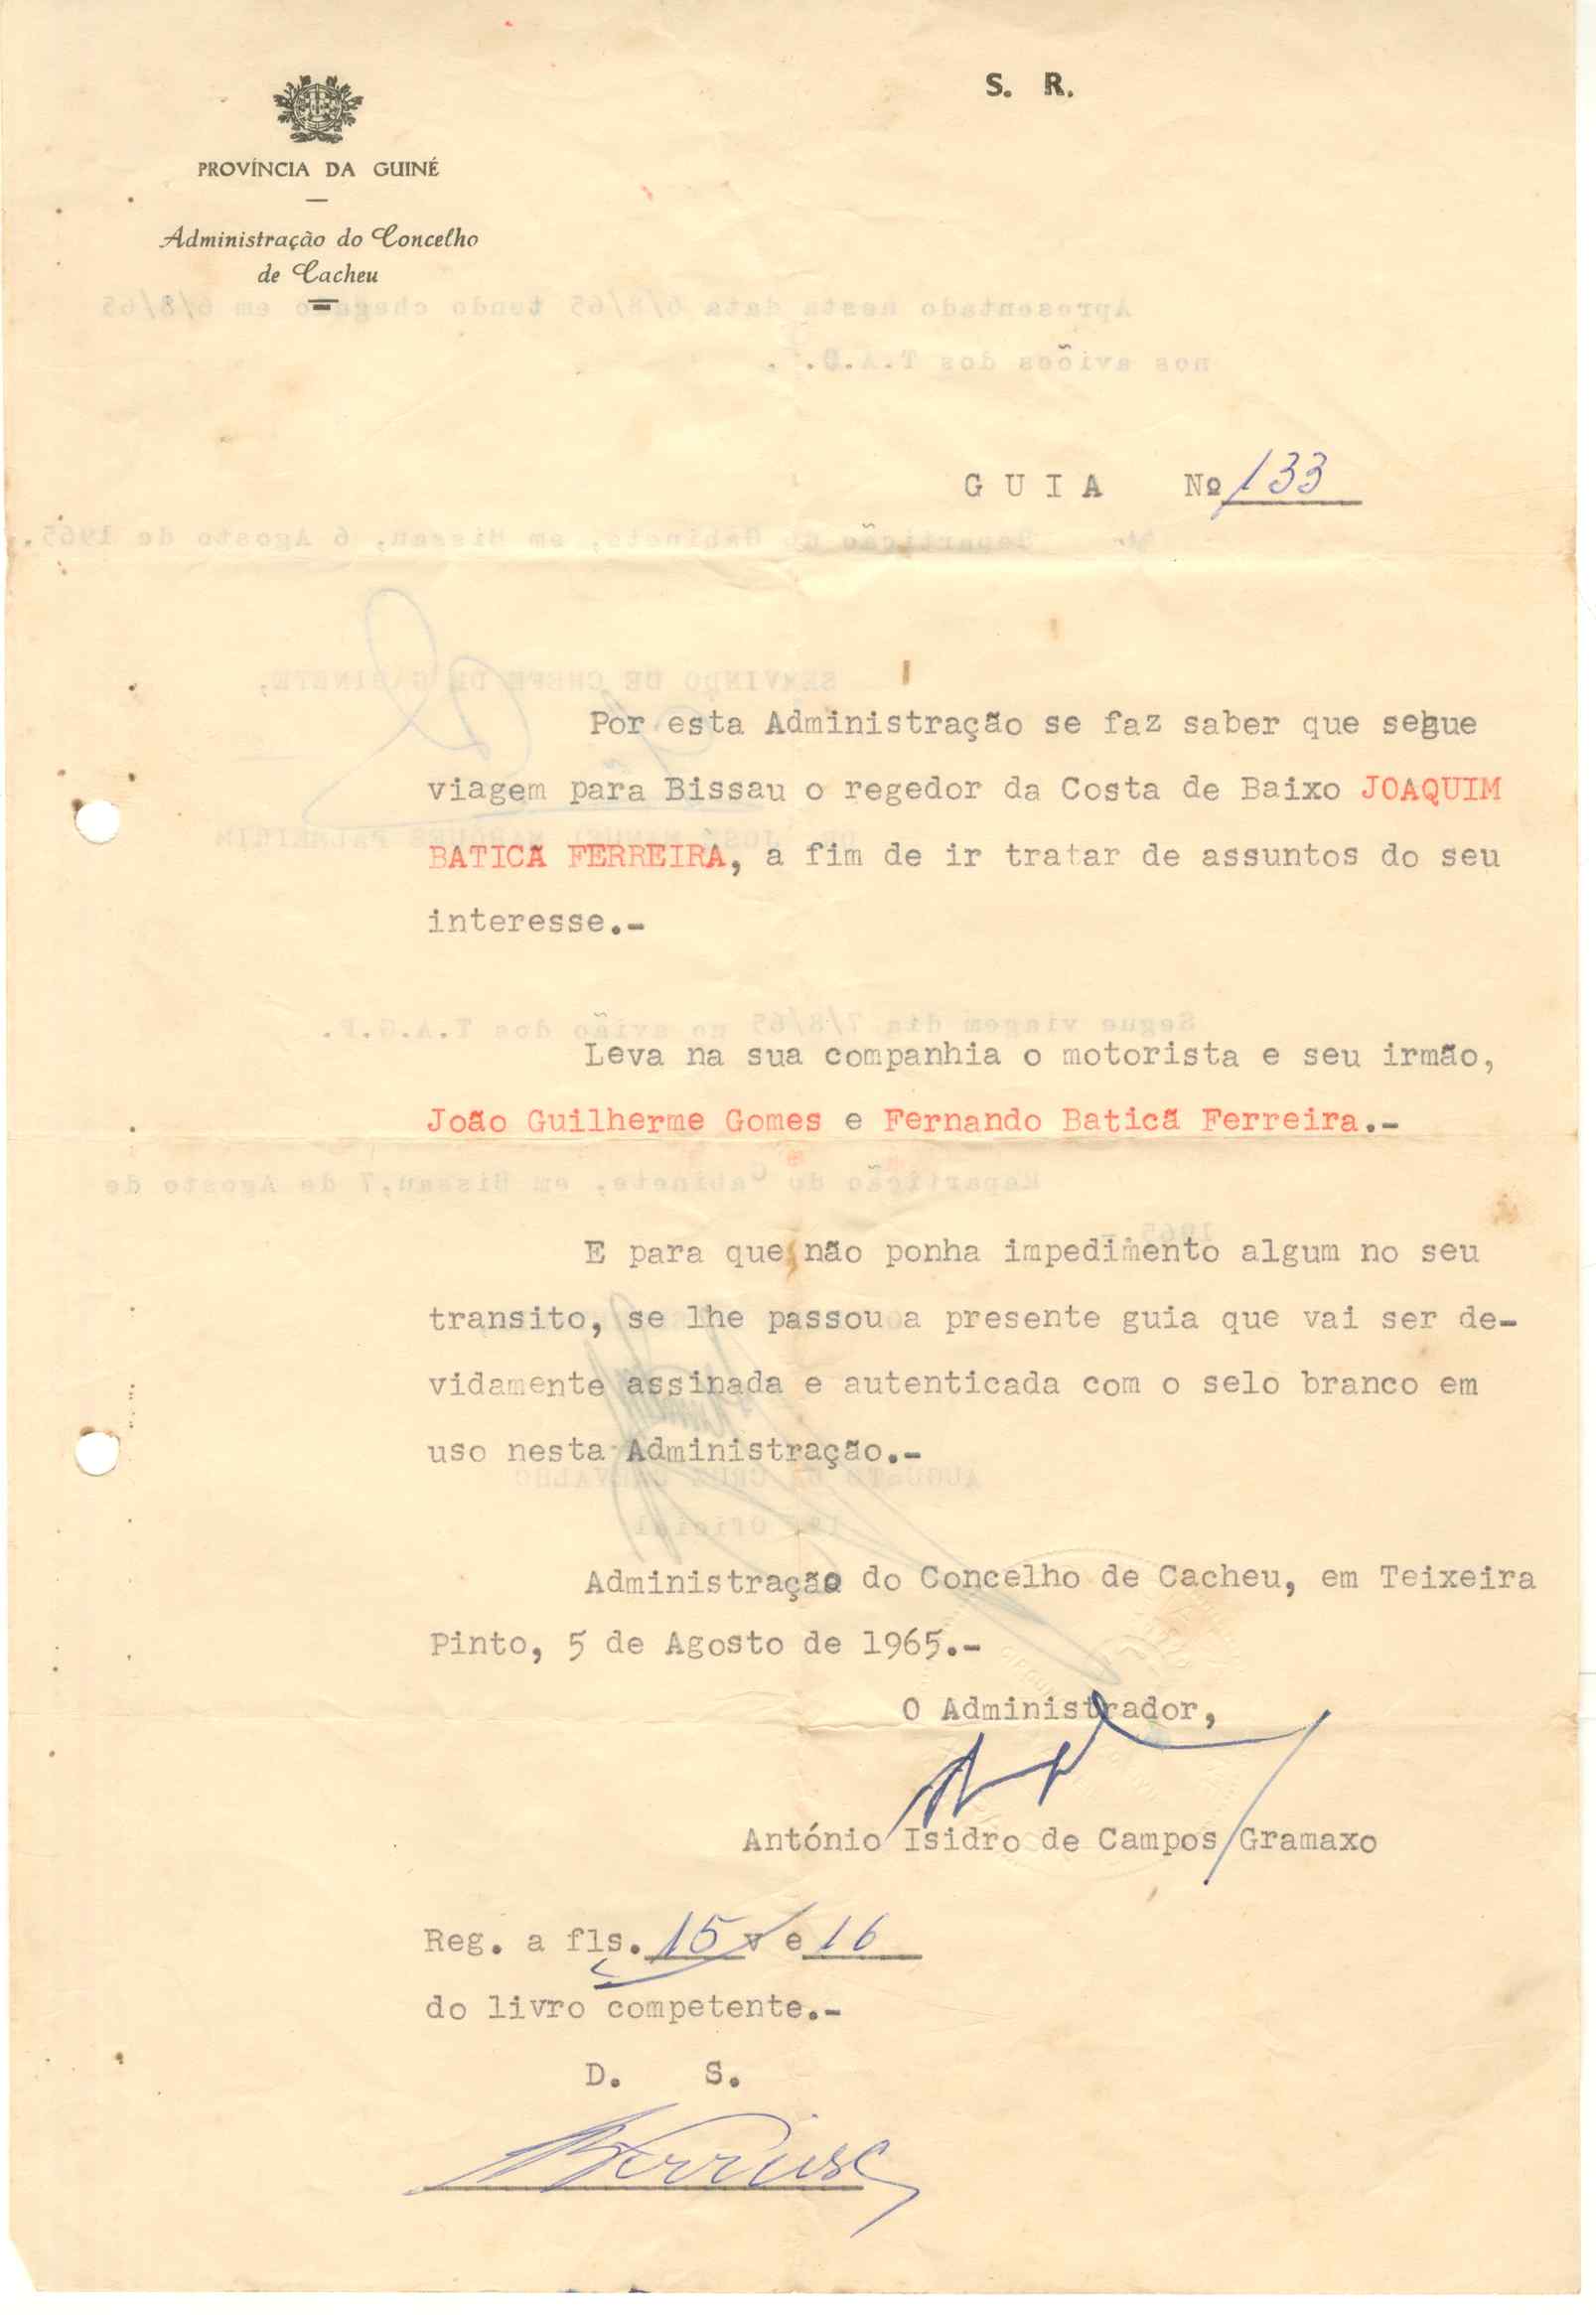 S. R.
PROVÍNCIA DA GUINÉ
Administração do Concelho
de Cacheu
GUIA Nº 133
Por esta Administração se faz saber que segue
viagem para Bissau o regedor da Costa de Baixo JOAQUIM
BATICÃ FERREIRA, a fim de ir tratar de assuntos do seu
interesse.-
Leva na sua companhia o motorista e seu irmão,
João Guilherme Gomes e Fernando Baticã Ferreira.-
E para que não ponha impedimento algum no seu
transito, se lhe passou a presente guia que vai ser de-
vidamente assinada e autenticada com o selo branco em
uso nesta Administração.-
Administração do Concelho de Cacheu, em Teixeira
Pinto, 5 de Agosto de 1965.-
O Administrador,
António Isidro de Campos Gramaxo
Reg. a fls. 15 v e 16
do livro competente.-
D. S.